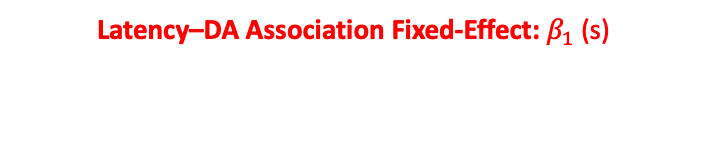 Latency–DA Association Fixed-Effect: 𝛽₁ (s)